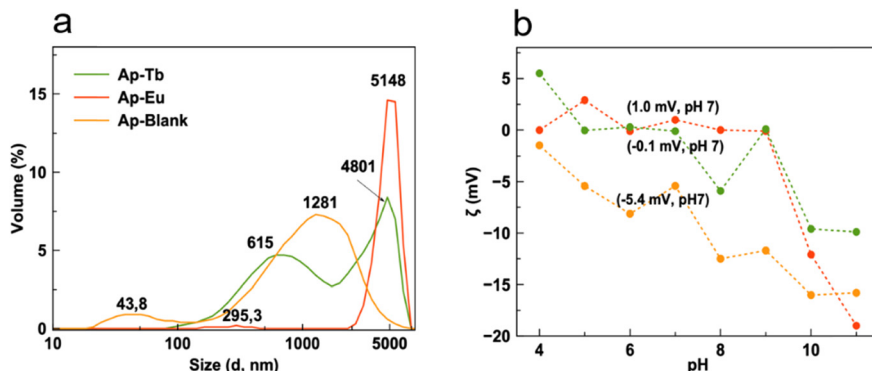 a
Volume (%)
15
10
5
0
Ap-Tb
Ap-Eu
Ap-Blank
5148
4801
1281
615
43,8
295,3
10
100
1000
5000
Size (d, nm)
b
ζ (mV)
5
0
−5
−10
−15
−20
(1.0 mV, pH 7)
(-0.1 mV, pH 7)
(-5.4 mV, pH7)
4
6
8
10
pH